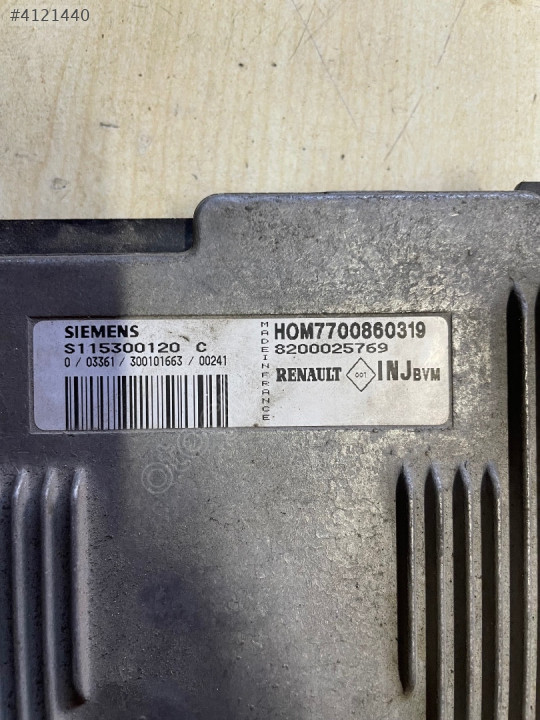 #4121440
SIEMENS
S115300120 C
0 / 03361 / 300101663 / 00241
MADE IN FRANCE
HOM7700860319
8200025769
RENAULT 001 INJ BVM